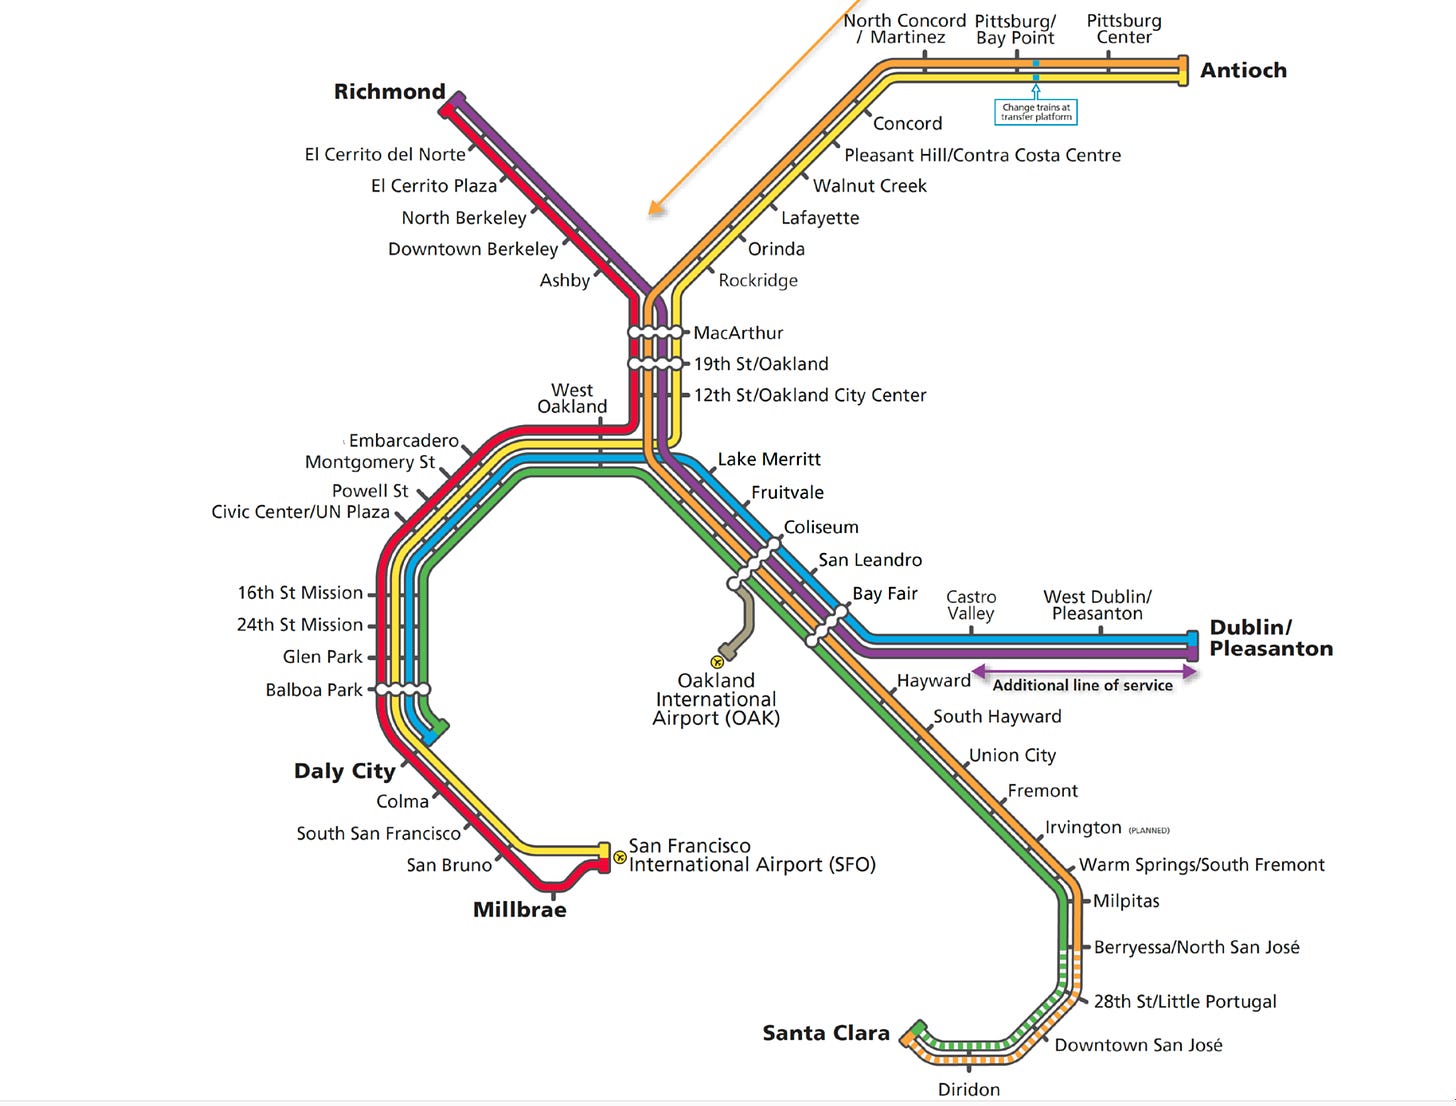 North Concord
/ Martinez
Pittsburg/
Bay Point
Pittsburg
Center
Antioch
Change trains at
transfer platform
Richmond
Concord
El Cerrito del Norte
Pleasant Hill/Contra Costa Centre
El Cerrito Plaza
Walnut Creek
North Berkeley
Lafayette
Downtown Berkeley
Orinda
Ashby
Rockridge
MacArthur
19th St/Oakland
12th St/Oakland City Center
West
Oakland
Embarcadero
Montgomery St
Powell St
Civic Center/UN Plaza
Lake Merritt
Fruitvale
Coliseum
San Leandro
Bay Fair
Castro
Valley
West Dublin/
Pleasanton
Dublin/
Pleasanton
Additional line of service
16th St Mission
24th St Mission
Glen Park
Balboa Park
Oakland
International
Airport (OAK)
Hayward
South Hayward
Union City
Fremont
Irvington (PLANNED)
Warm Springs/South Fremont
Milpitas
Berryessa/North San José
28th St/Little Portugal
Downtown San José
Diridon
Santa Clara
Daly City
Colma
South San Francisco
San Bruno
Millbrae
San Francisco
International Airport (SFO)